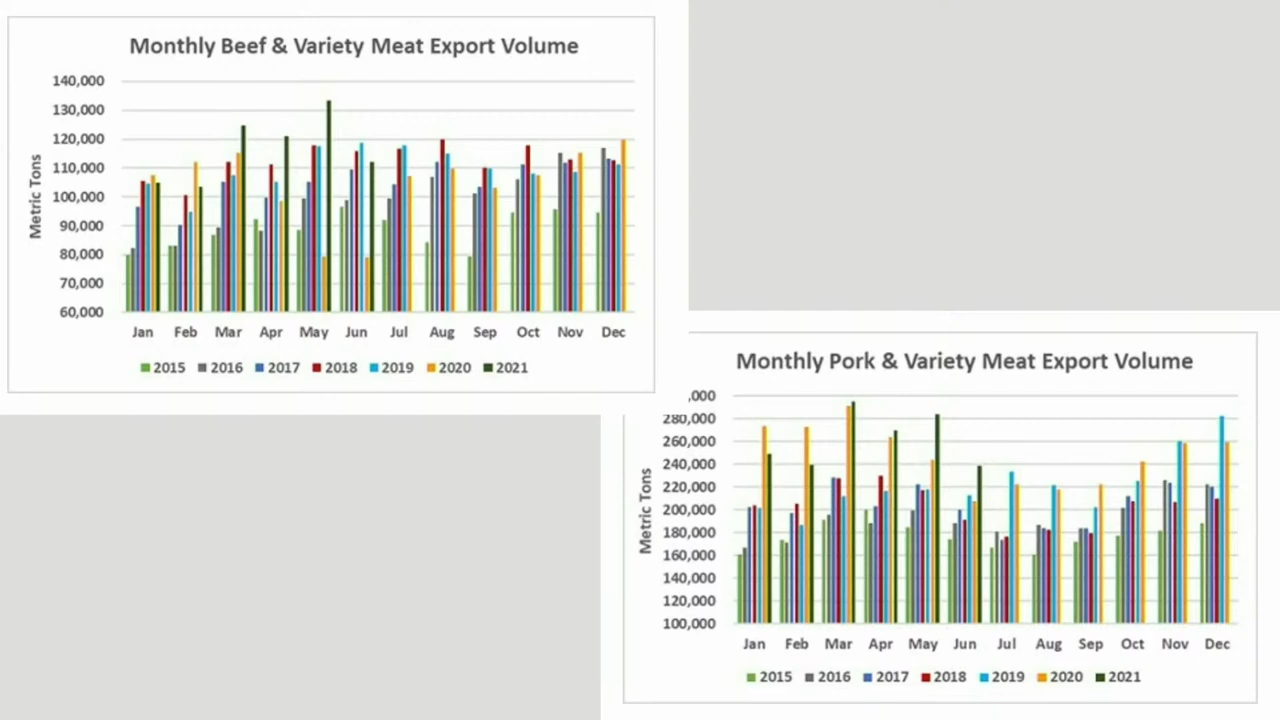 Monthly Beef & Variety Meat Export Volume
140,000
130,000
120,000
110,000
100,000
90,000
80,000
70,000
60,000
Metric Tons
Jan Feb Mar Apr May Jun Jul Aug Sep Oct Nov Dec
2015 2016 2017 2018 2019 2020 2021
Monthly Pork & Variety Meat Export Volume
,000
280,000
260,000
240,000
220,000
200,000
180,000
160,000
140,000
120,000
100,000
Metric Tons
Jan Feb Mar Apr May Jun Jul Aug Sep Oct Nov Dec
2015 2016 2017 2018 2019 2020 2021